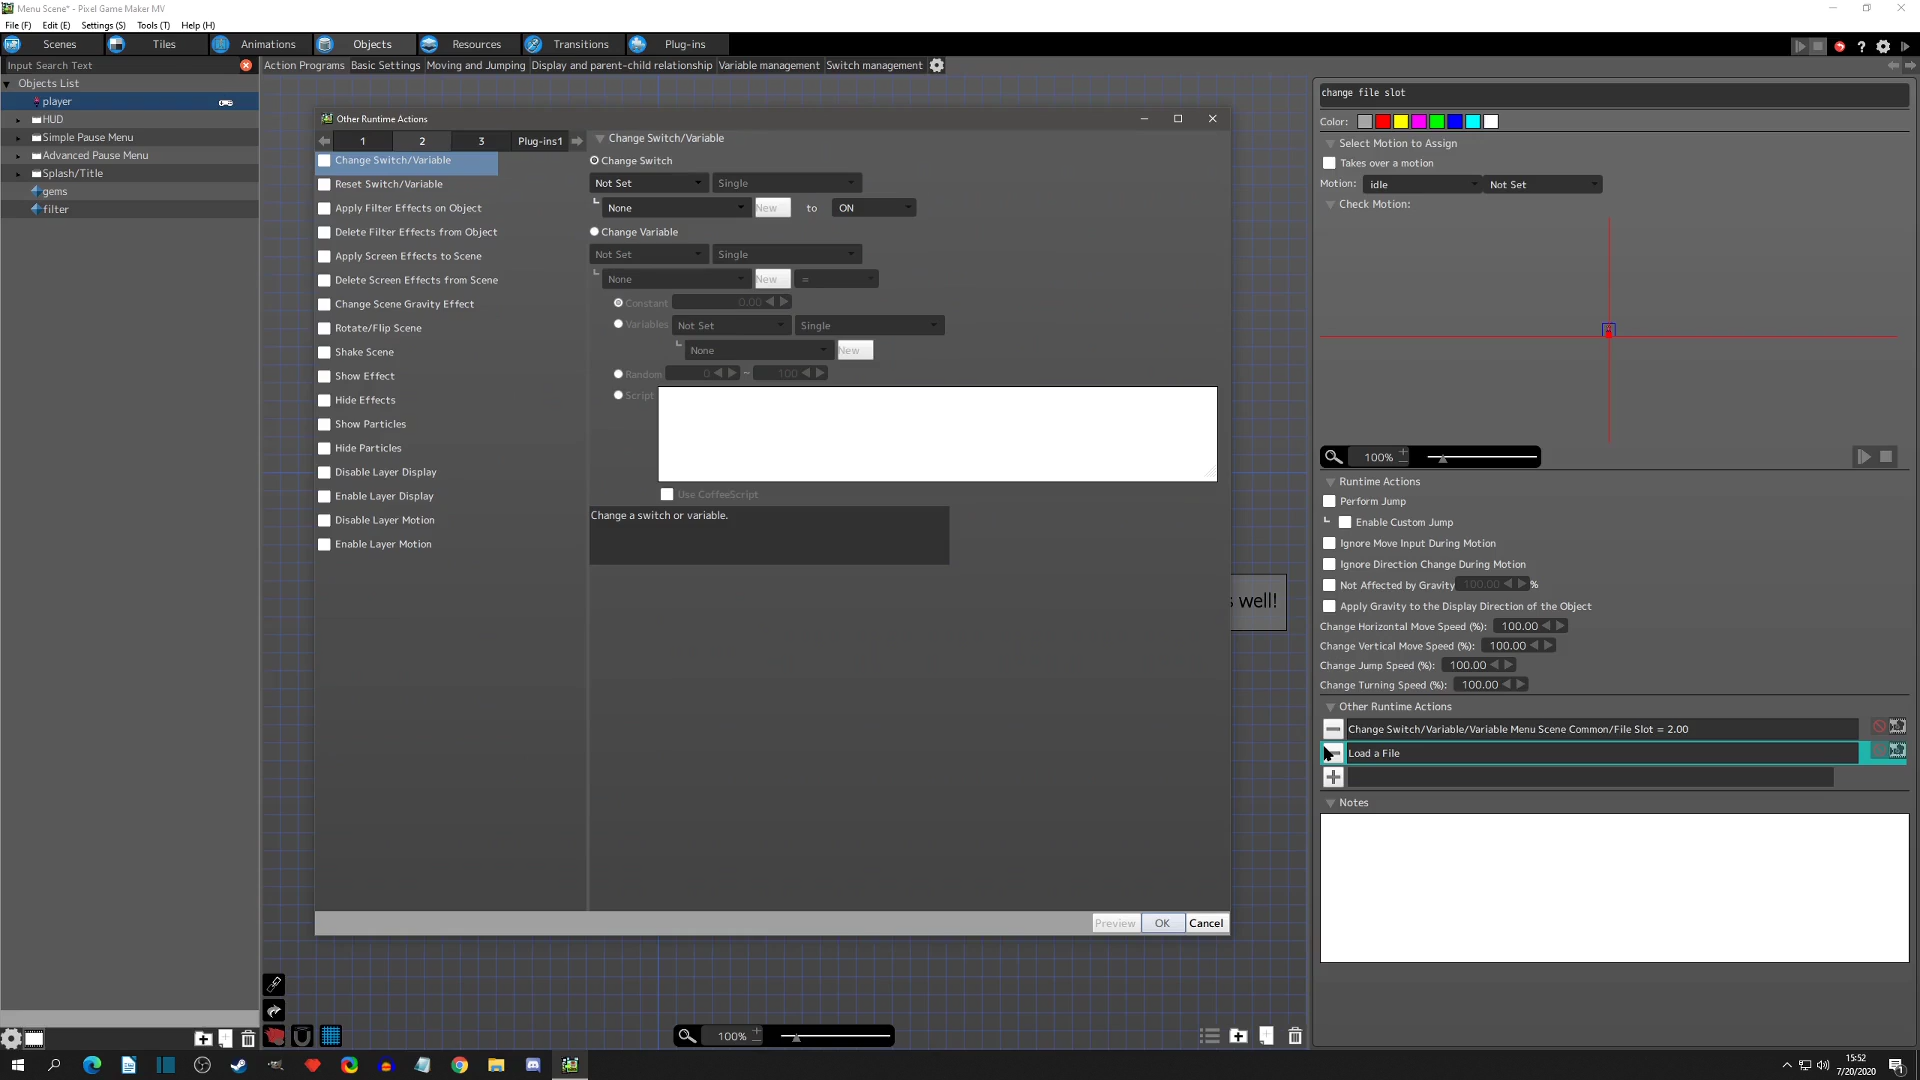 Menu Scene* - Pixel Game Maker MV
File (F) Edit (E) Settings (S) Tools (T) Help (H)
Scenes Tiles Animations Objects Resources Transitions Plug-ins
Input Search Text
Action Programs Basic Settings Moving and Jumping Display and parent-child relationship Variable management Switch management
Objects List
player
HUD
Simple Pause Menu
Advanced Pause Menu
Splash/Title
gems
filter
Other Runtime Actions
1 2 3 Plug-ins1
Change Switch/Variable
Reset Switch/Variable
Apply Filter Effects on Object
Delete Filter Effects from Object
Apply Screen Effects to Scene
Delete Screen Effects from Scene
Change Scene Gravity Effect
Rotate/Flip Scene
Shake Scene
Show Effect
Hide Effects
Show Particles
Hide Particles
Disable Layer Display
Enable Layer Display
Disable Layer Motion
Enable Layer Motion
Change Switch/Variable
Change Switch
Not Set Single
None New to ON
Change Variable
Not Set Single
None New =
Constant 0.00
Variables Not Set Single
None New
Random 0 ~ 100
Script
Use CoffeeScript
Change a switch or variable.
Preview OK Cancel
s well!
100%
change file slot
Color:
Select Motion to Assign
Takes over a motion
Motion: idle Not Set
Check Motion:
100%
Runtime Actions
Perform Jump
Enable Custom Jump
Ignore Move Input During Motion
Ignore Direction Change During Motion
Not Affected by Gravity 100.00 %
Apply Gravity to the Display Direction of the Object
Change Horizontal Move Speed (%): 100.00
Change Vertical Move Speed (%): 100.00
Change Jump Speed (%): 100.00
Change Turning Speed (%): 100.00
Other Runtime Actions
Change Switch/Variable/Variable Menu Scene Common/File Slot = 2.00
Load a File
Notes
15:52
7/20/2020